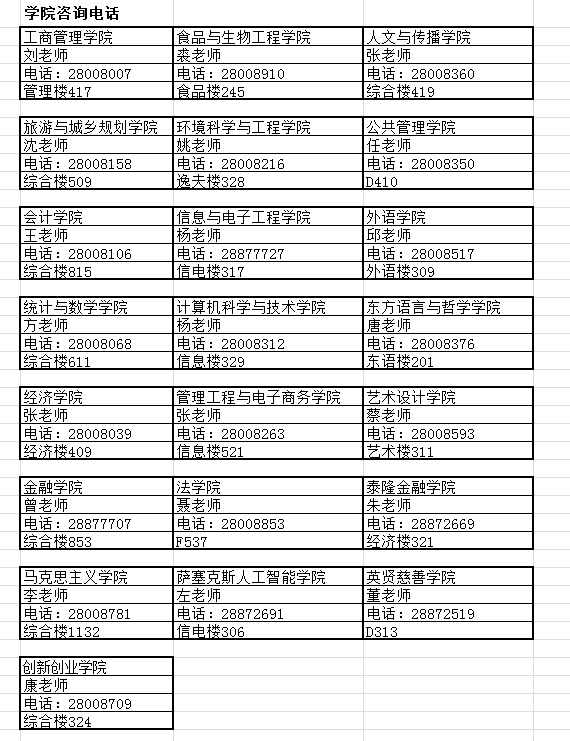 学院咨询电话
工商管理学院 食品与生物工程学院 人文与传播学院
刘老师 裘老师 张老师
电话：28008007 电话：28008910 电话：28008360
管理楼417 食品楼245 综合楼419
旅游与城乡规划学院 环境科学与工程学院 公共管理学院
沈老师 姚老师 任老师
电话：28008158 电话：28008216 电话：28008350
综合楼509 逸夫楼328 D410
会计学院 信息与电子工程学院 外语学院
王老师 杨老师 邱老师
电话：28008106 电话：28877727 电话：28008517
综合楼815 信电楼317 外语楼309
统计与数学学院 计算机科学与技术学院 东方语言与哲学学院
方老师 杨老师 唐老师
电话：28008068 电话：28008312 电话：28008376
综合楼611 信息楼329 东语楼201
经济学院 管理工程与电子商务学院 艺术设计学院
张老师 张老师 蔡老师
电话：28008039 电话：28008263 电话：28008593
经济楼409 信息楼521 艺术楼311
金融学院 法学院 泰隆金融学院
曾老师 聂老师 朱老师
电话：28877707 电话：28008853 电话：28872669
综合楼853 F537 经济楼321
马克思主义学院 萨塞克斯人工智能学院 英贤慈善学院
李老师 左老师 董老师
电话：28008781 电话：28872691 电话：28872519
综合楼1132 信电楼306 D313
创新创业学院
康老师
电话：28008709
综合楼324